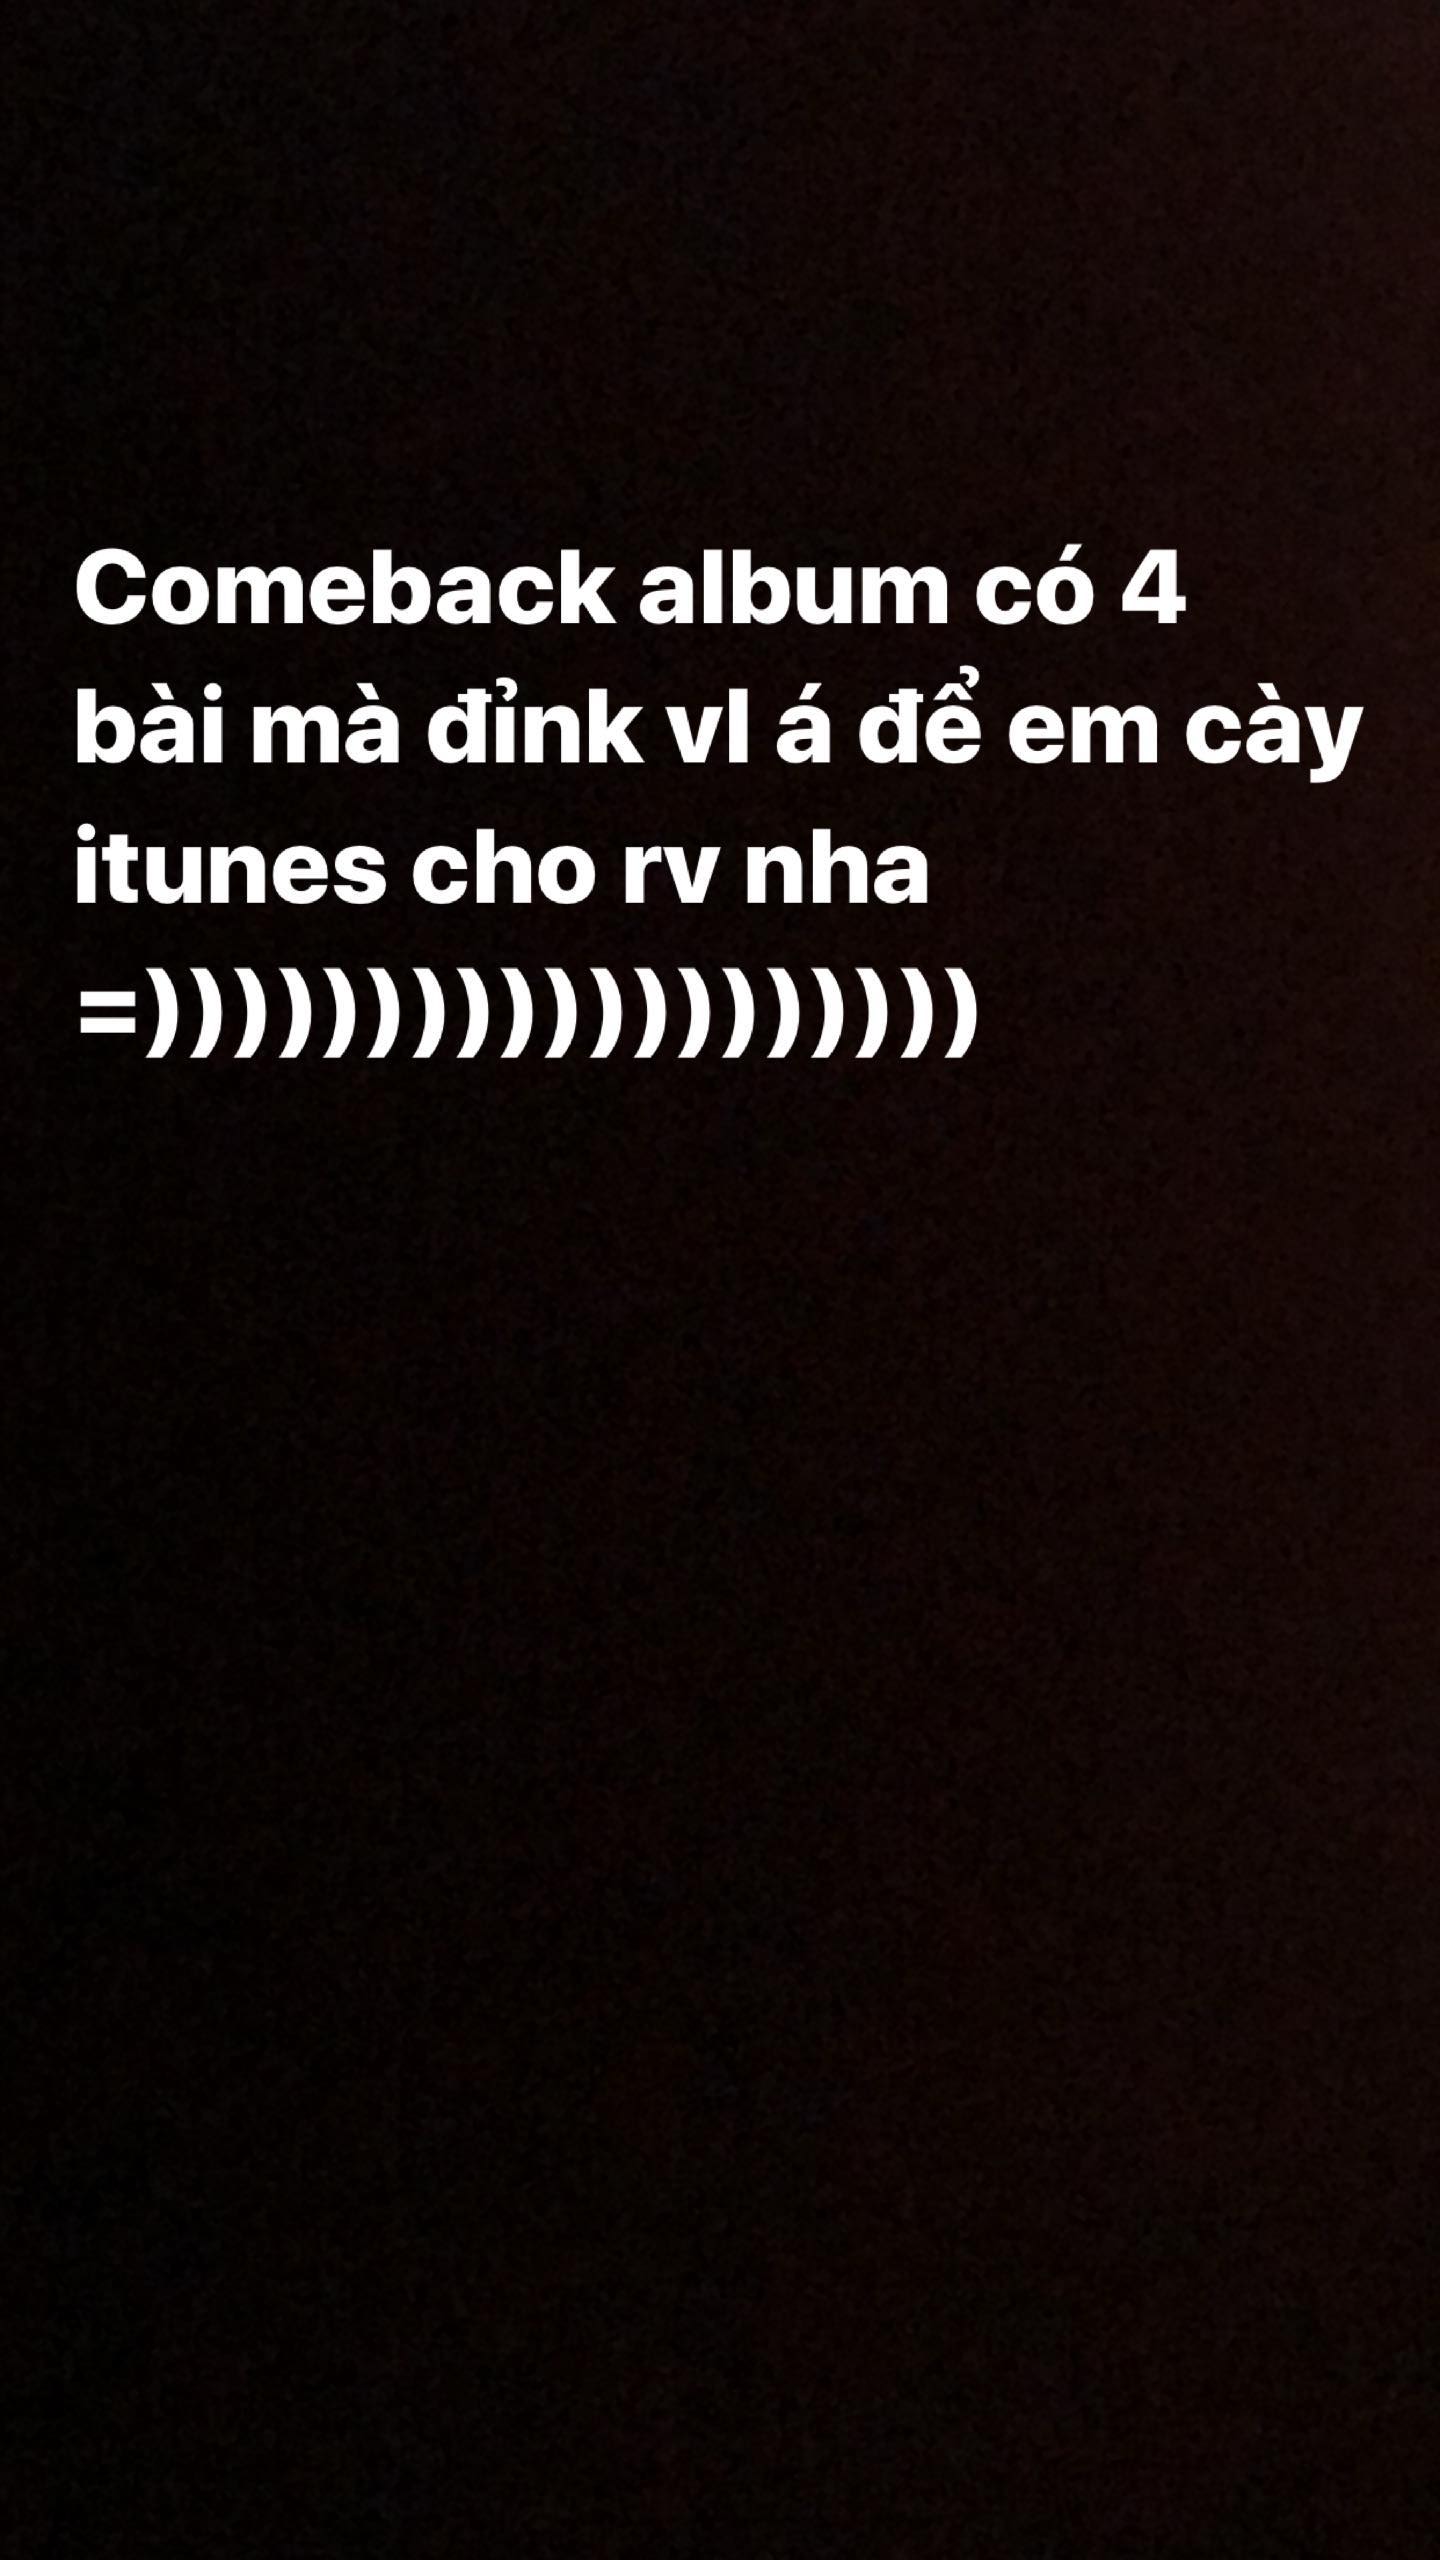 Comeback album có 4
bài mà đỉnk vl á để em cày
itunes cho rv nha
=)))))))))))))))))))